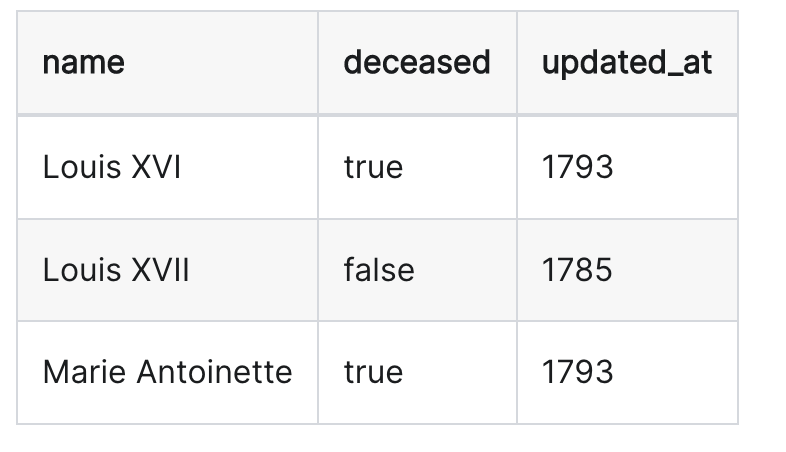 name deceased updated_at
Louis XVI true 1793
Louis XVII false 1785
Marie Antoinette true 1793